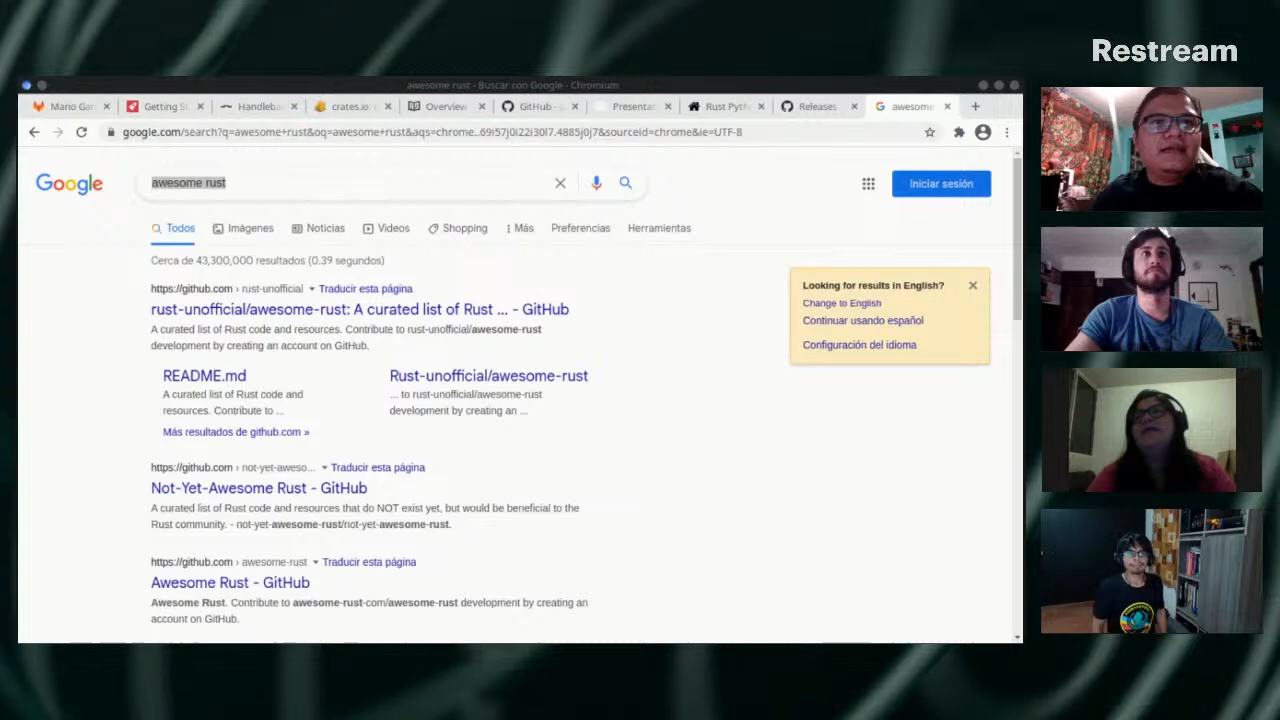 Restream
awesome rust - Buscar con Google - Chromium
Mario Gar
Getting S
Handleba
crates.io: c
Overview
GitHub - g
Presentat
Rust Pyth
Releases
awesome
google.com/search?q=awesome+rust&oq=awesome+rust&aqs=chrome..69i57j0i22i30l7.4885j0j7&sourceid=chrome&ie=UTF-8
Google
awesome rust
Iniciar sesión
Todos Imágenes Noticias Videos Shopping Más Preferencias Herramientas
Cerca de 43,300,000 resultados (0.39 segundos)
https://github.com › rust-unofficial Traducir esta página
rust-unofficial/awesome-rust: A curated list of Rust ... - GitHub
A curated list of Rust code and resources. Contribute to rust-unofficial/awesome-rust
development by creating an account on GitHub.
README.md
A curated list of Rust code and
resources. Contribute to ...
Rust-unofficial/awesome-rust
... to rust-unofficial/awesome-rust
development by creating an ...
Más resultados de github.com »
https://github.com › not-yet-aweso... Traducir esta página
Not-Yet-Awesome Rust - GitHub
A curated list of Rust code and resources that do NOT exist yet, but would be beneficial to the
Rust community. - not-yet-awesome-rust/not-yet-awesome-rust.
https://github.com › awesome-rust Traducir esta página
Awesome Rust - GitHub
Awesome Rust. Contribute to awesome-rust-com/awesome-rust development by creating an
account on GitHub.
Looking for results in English?
Change to English
Continuar usando español
Configuración del idioma